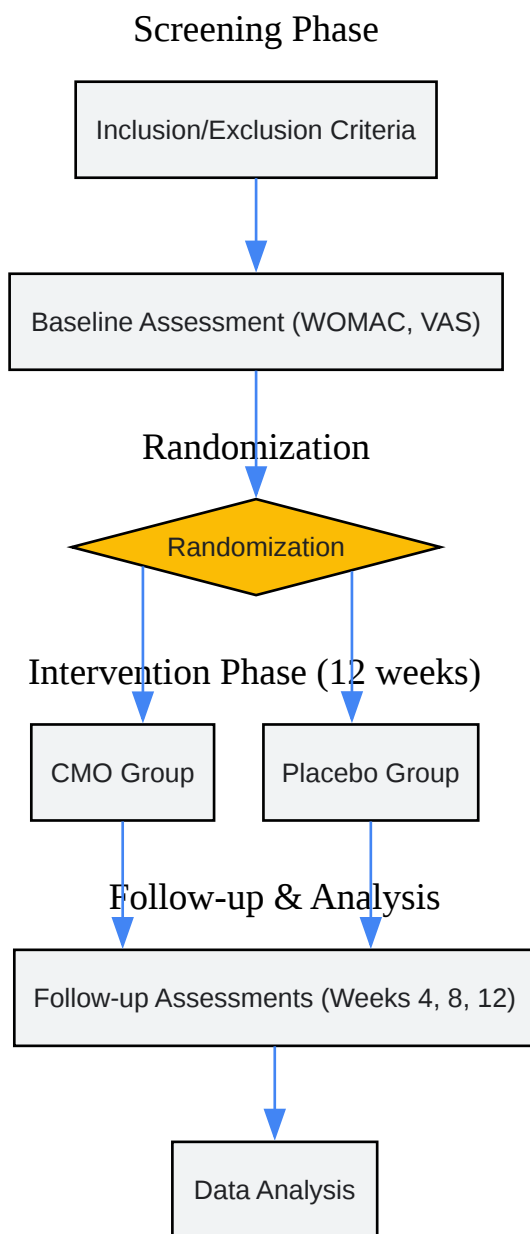 Screening Phase
Inclusion/Exclusion Criteria
Baseline Assessment (WOMAC, VAS)
Randomization
Randomization
Intervention Phase (12 weeks)
CMO Group
Placebo Group
Follow-up & Analysis
Follow-up Assessments (Weeks 4, 8, 12)
Data Analysis